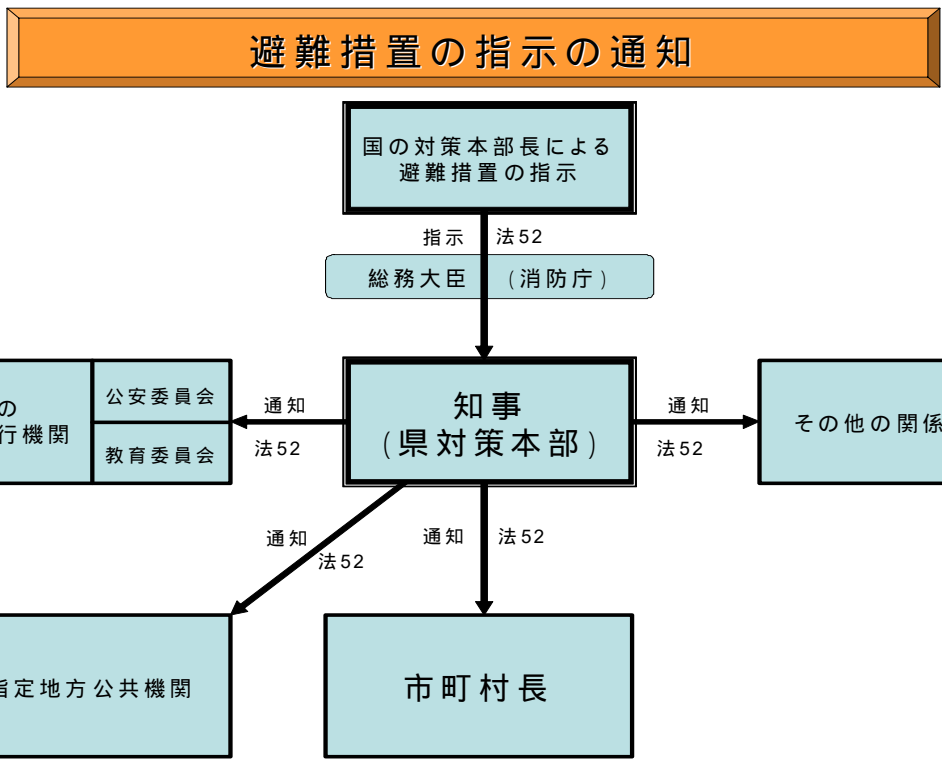 避難措置の指示の通知
国の対策本部長による
避難措置の指示
指示 法52
総務大臣 (消防庁)
の
行機関
公安委員会
教育委員会
通知
法52
知事
(県対策本部)
通知
法52
その他の関係
通知
法52
通知 法52
指定地方公共機関
市町村長